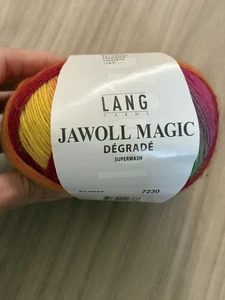 LANG
YARNS
JAWOLL MAGIC
DÉGRADÉ
SUPERWASH
7230